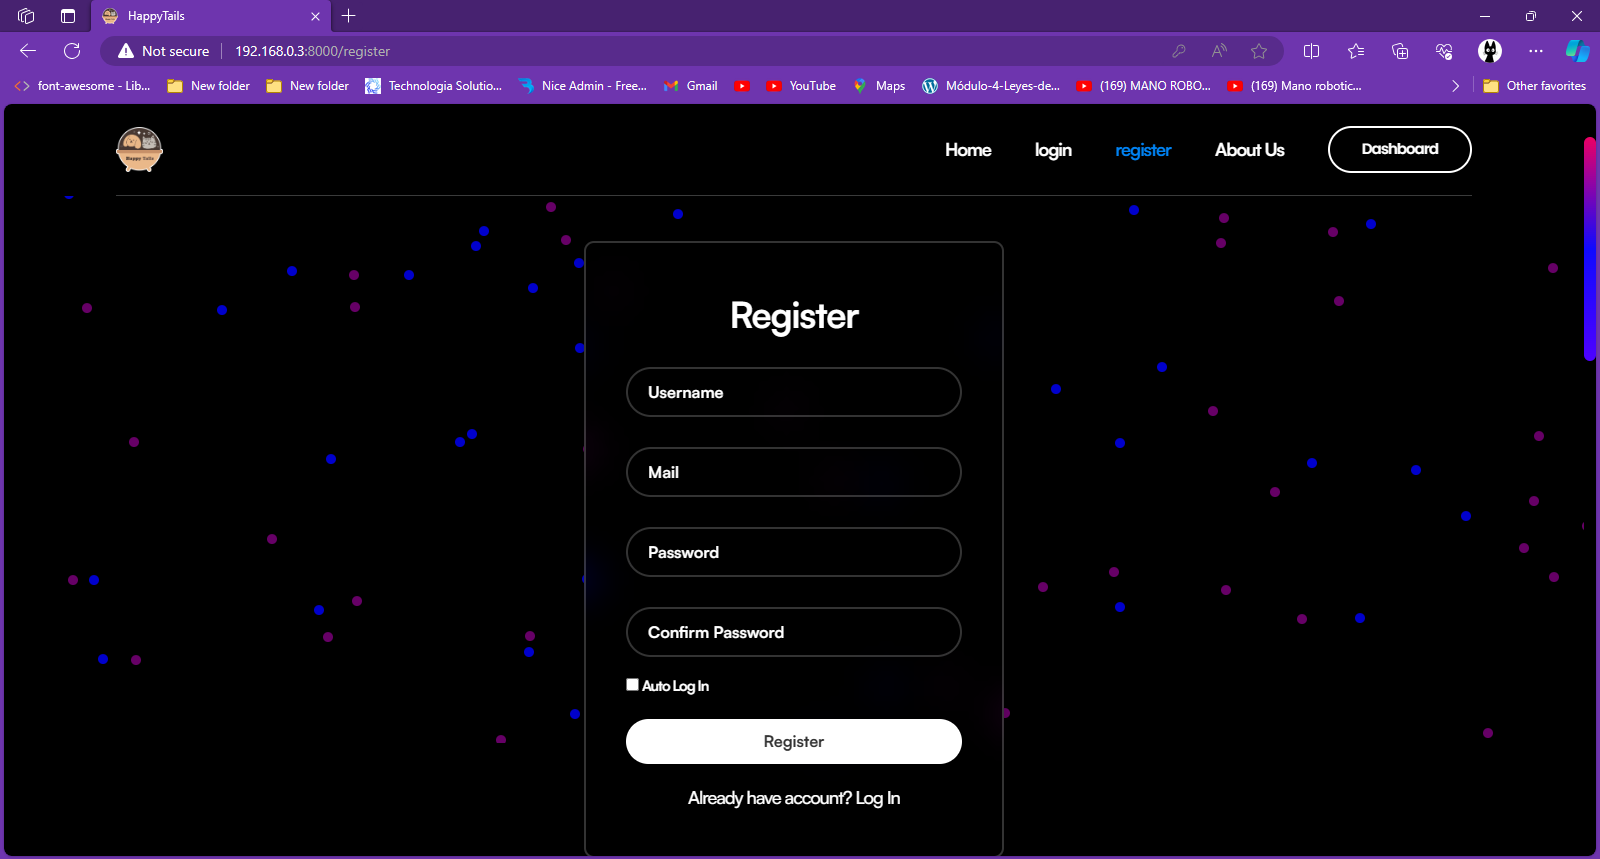 HappyTails
Not secure 192.168.0.3:8000/register
font-awesome - Lib... New folder New folder Technologia Solutio... Nice Admin - Free... Gmail YouTube Maps Módulo-4-Leyes-de... (169) MANO ROBO... (169) Mano robotic... Other favorites
Happy Tails
Home login register About Us Dashboard
Register
Username
Mail
Password
Confirm Password
Auto Log In
Register
Already have account? Log In